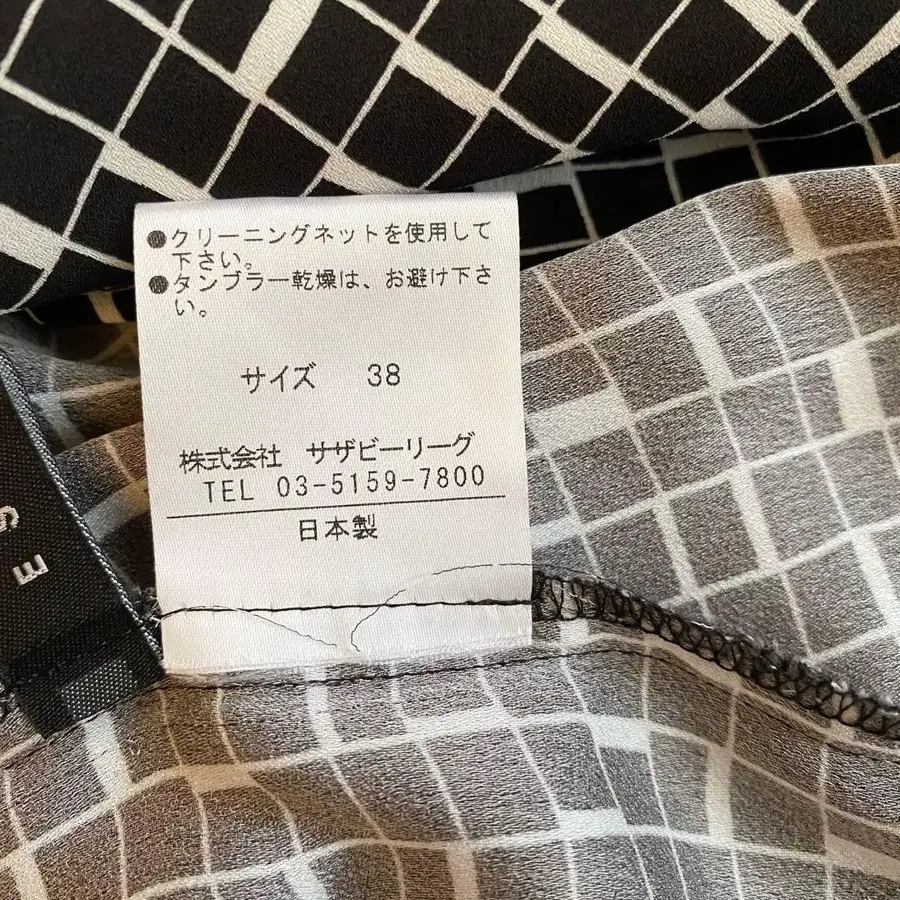 ●クリーニングネットを使用して
下さい。
●タンブラー乾燥は、お避け下さ
い。
サイズ 38
株式会社 サザビーリーグ
TEL 03-5159-7800
日本製
S
E